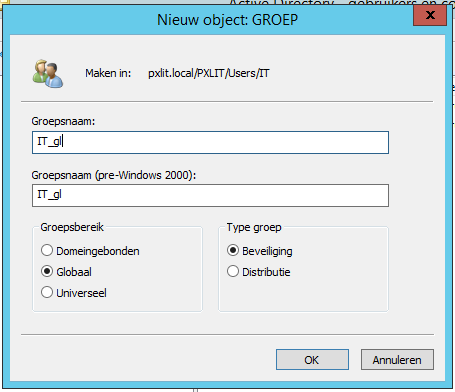 Active Directory - gebruikers en co
Nieuw object: GROEP
x
Maken in: pxlit.local/PXLIT/Users/IT
Groepsnaam:
IT_gl
Groepsnaam (pre-Windows 2000):
IT_gl
Groepsbereik
Domeingebonden
Globaal
Universeel
Type groep
Beveiliging
Distributie
OK
Annuleren